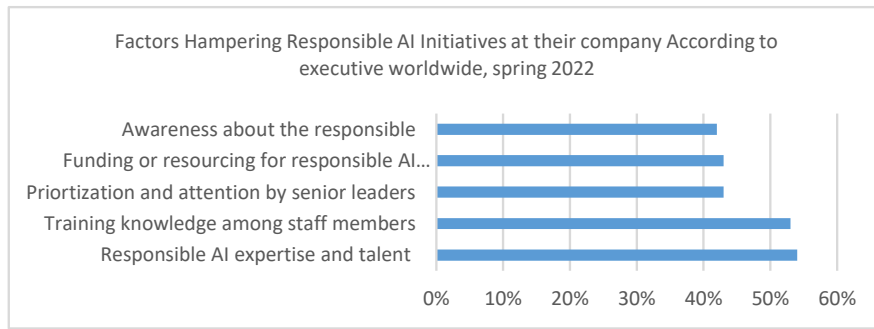 Factors Hampering Responsible AI Initiatives at their company According to
executive worldwide, spring 2022
Awareness about the responsible
Funding or resourcing for responsible AI...
Priortization and attention by senior leaders
Training knowledge among staff members
Responsible AI expertise and talent
0% 10% 20% 30% 40% 50% 60%